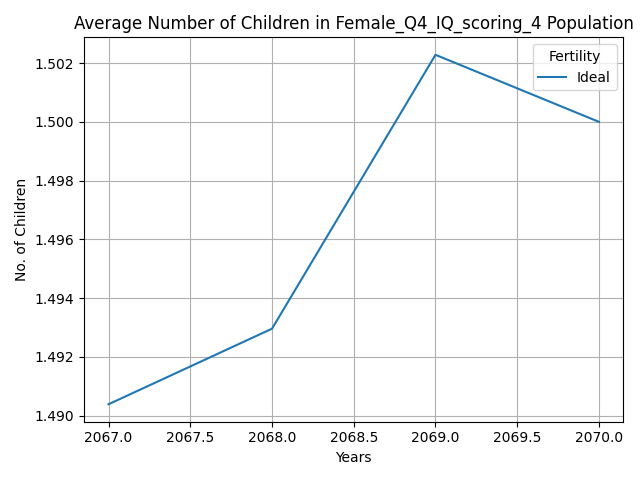 Average Number of Children in Female_Q4_IQ_scoring_4 Population
Fertility
Ideal
No. of Children
1.502
1.500
1.498
1.496
1.494
1.492
1.490
2067.0 2067.5 2068.0 2068.5 2069.0 2069.5 2070.0
Years